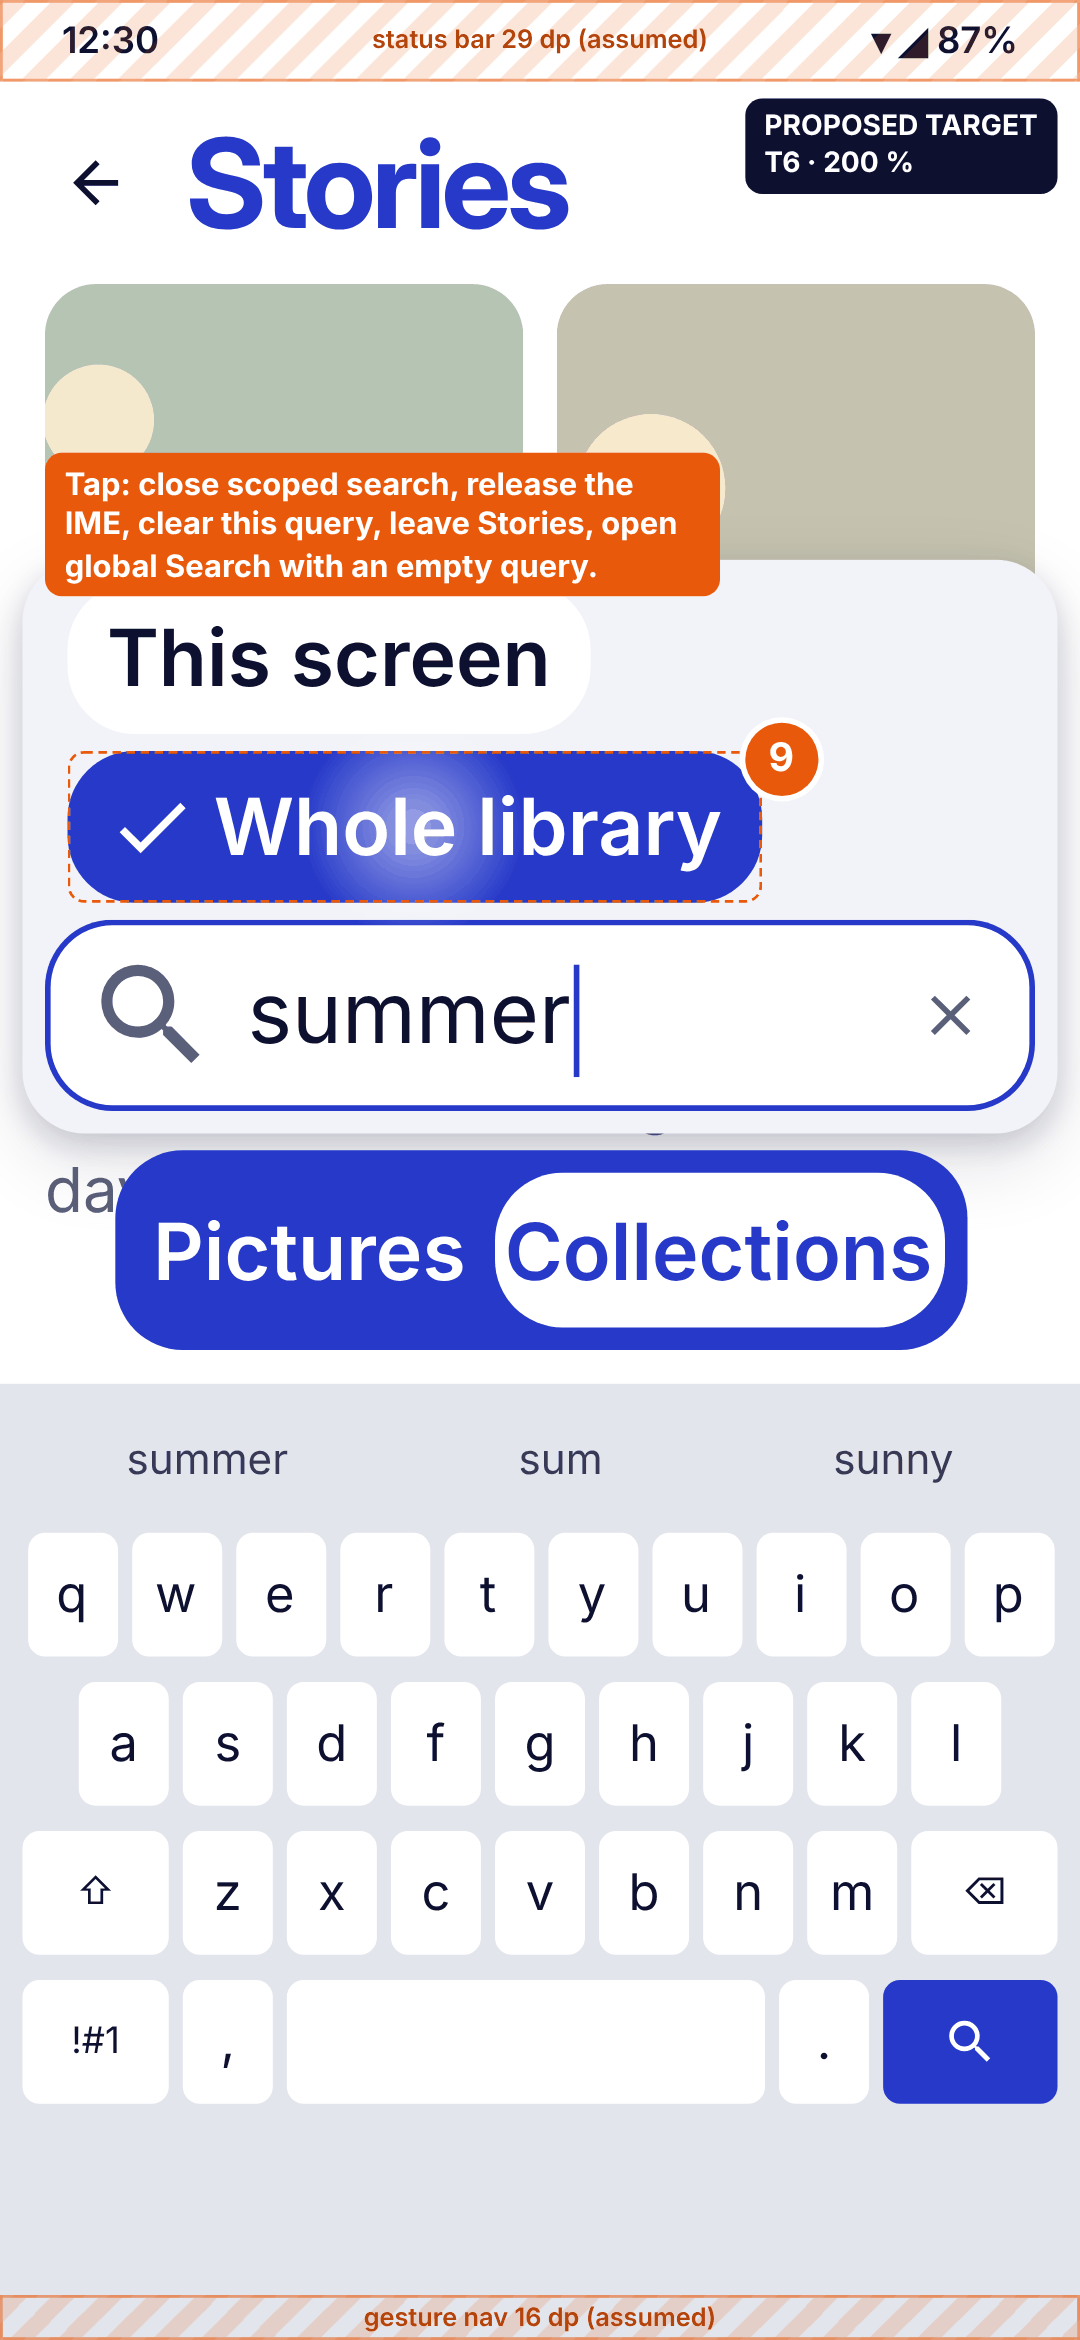 12:30
status bar 29 dp (assumed)
87%
Stories
PROPOSED TARGET
T6 · 200 %
Tap: close scoped search, release the
IME, clear this query, leave Stories, open
global Search with an empty query.
This screen
9
Whole library
summer
Pictures
Collections
summer sum sunny
q w e r t y u i o p
a s d f g h j k l
z x c v b n m
!#1 , .
gesture nav 16 dp (assumed)